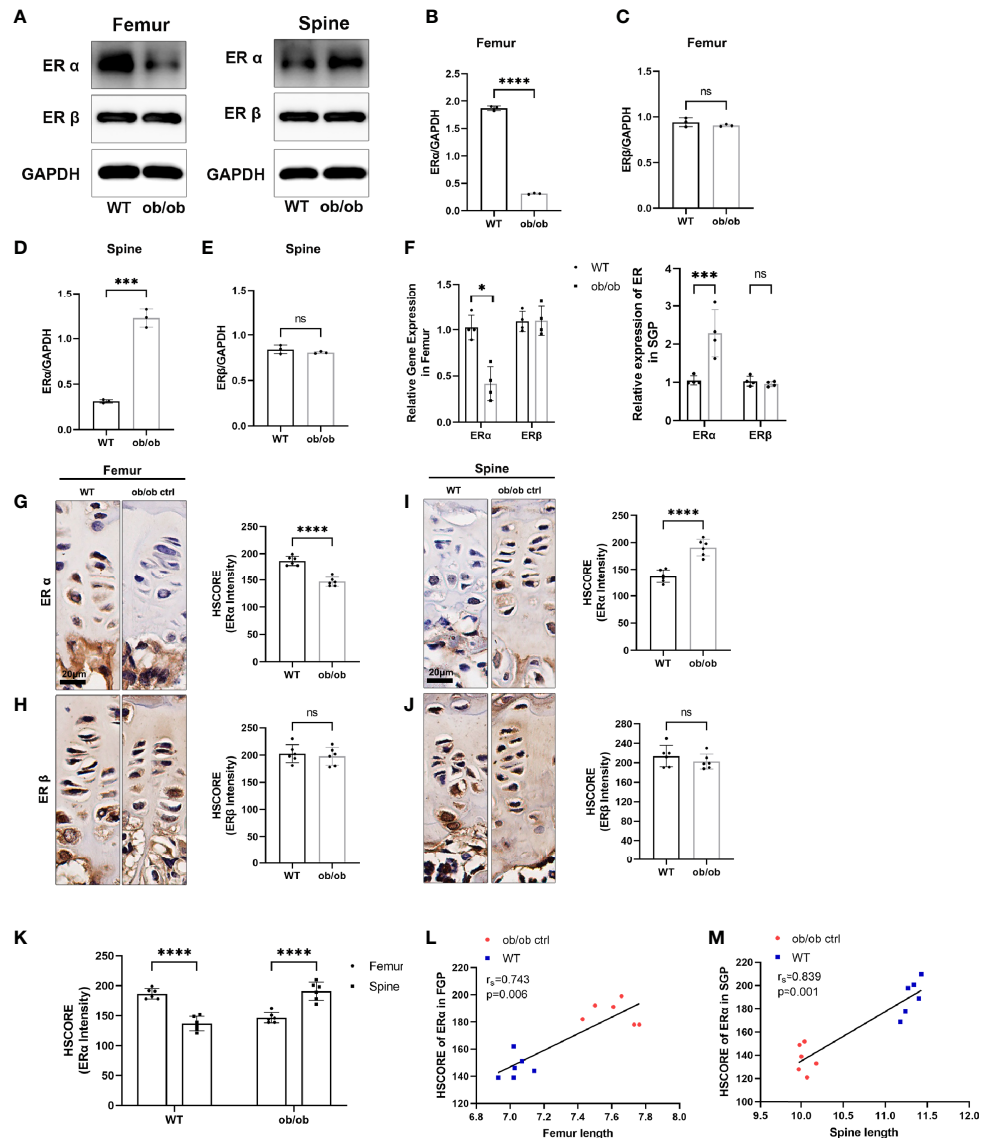 A
Femur
Spine
ER α
ER β
GAPDH
WT ob/ob
ER α
ER β
GAPDH
WT ob/ob
B
Femur
ERα/GAPDH
2.5
2.0
1.5
1.0
0.5
0.0
****
WT
ob/ob
C
Femur
ERβ/GAPDH
1.5
1.0
0.5
0.0
ns
WT
ob/ob
D
Spine
ERα/GAPDH
1.5
1.0
0.5
0.0
***
WT
ob/ob
E
Spine
ERβ/GAPDH
1.5
1.0
0.5
0.0
ns
WT
ob/ob
F
WT
ob/ob
Relative Gene Expression
in Femur
1.5
1.0
0.5
0.0
*
ERα
ERβ
Relative expression of ER
in SGP
4
3
2
1
0
***
ns
ERα
ERβ
Femur
WT
ob/ob ctrl
G
ER α
20μm
HSCORE
(ERα Intensity)
250
200
150
100
50
0
****
WT
ob/ob
H
ER β
HSCORE
(ERβ Intensity)
250
200
150
100
50
0
ns
WT
ob/ob
Spine
WT
ob/ob ctrl
I
20μm
HSCORE
(ERα Intensity)
250
200
150
100
50
0
****
WT
ob/ob
J
HSCORE
(ERβ Intensity)
280
240
200
160
120
80
40
0
ns
WT
ob/ob
K
HSCORE
(ERα Intensity)
250
200
150
100
50
0
****
****
Femur
Spine
WT
ob/ob
L
ob/ob ctrl
WT
rs=0.743
p=0.006
HSCORE of ERα in FGP
220
200
180
160
140
120
6.8 7.0 7.2 7.4 7.6 7.8 8.0
Femur length
M
ob/ob ctrl
WT
rs=0.839
p=0.001
HSCORE of ERα in SGP
220
200
180
160
140
120
100
9.5 10.0 10.5 11.0 11.5 12.0
Spine length